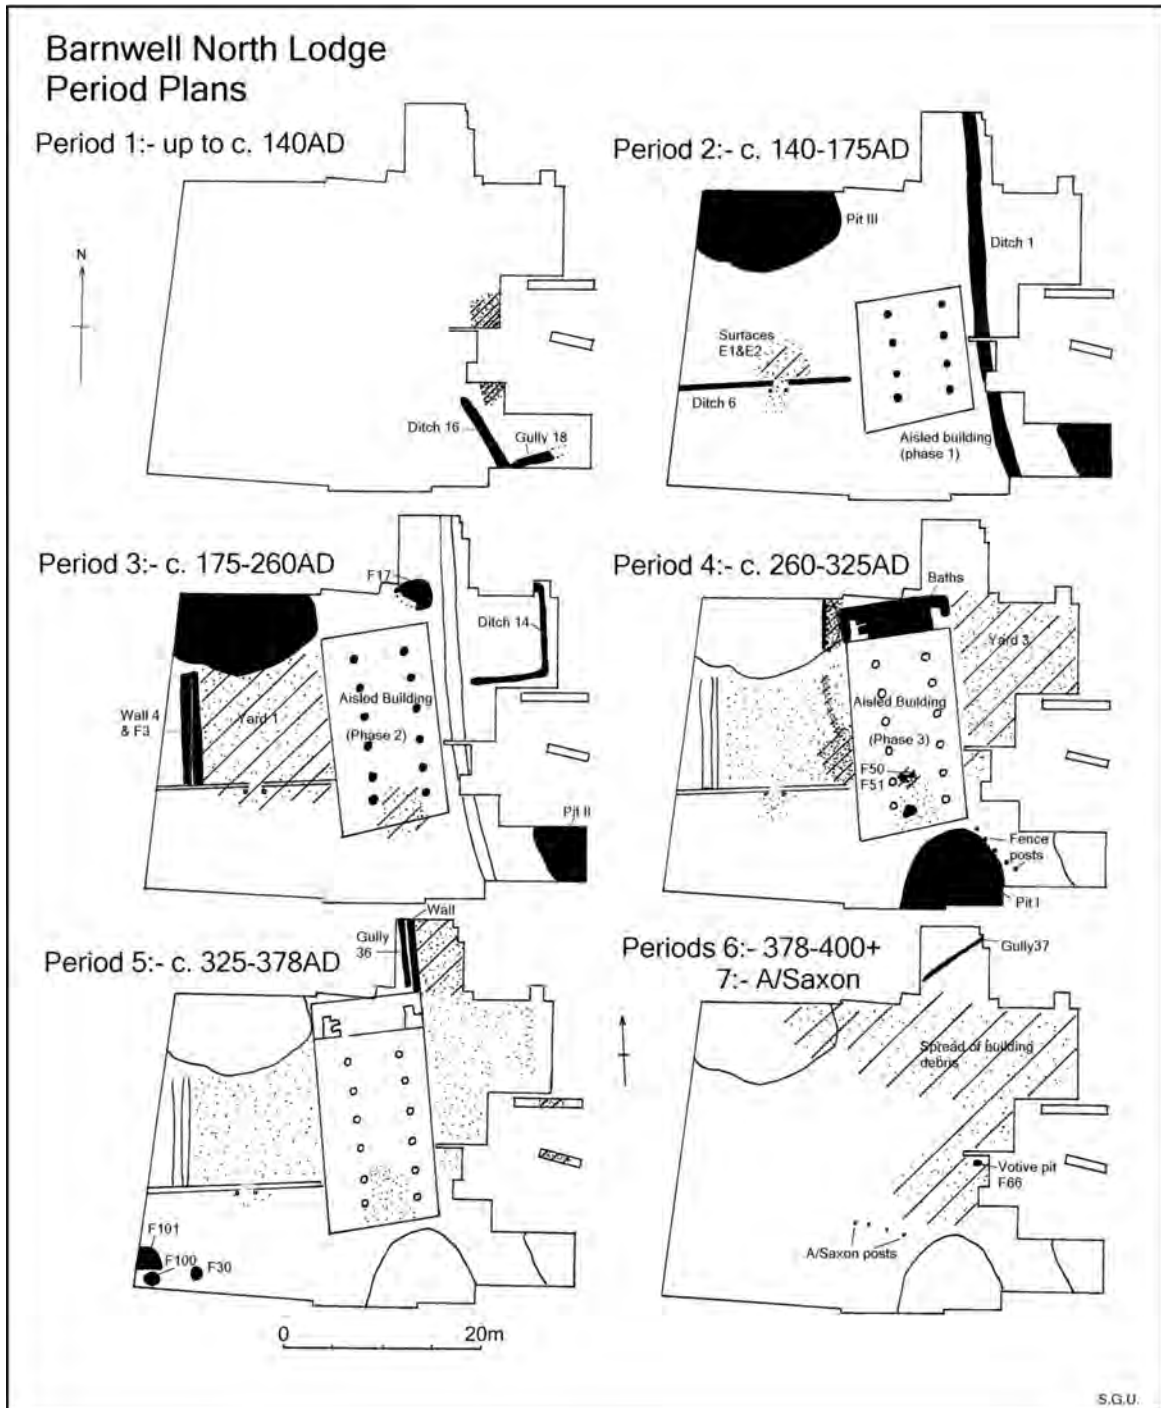 Barnwell North Lodge
Period Plans
Period 1:- up to c. 140AD
N
Ditch 16
Gully 18
Period 2:- c. 140-175AD
Pit III
Ditch 1
Surfaces
E1&E2
Ditch 6
Aisled building
(phase 1)
Period 3:- c. 175-260AD
F17
Ditch 14
Wall 4
& F3
Yard 1
Aisled Building
(Phase 2)
Pit II
Period 4:- c. 260-325AD
Baths
Yard 3
Aisled Building
(Phase 3)
F50
F51
Fence
posts
Pit I
Period 5:- c. 325-378AD
Wall
Gully
36
F101
F100
F30
0 20m
Periods 6:- 378-400+
7:- A/Saxon
Gully37
Spread of building
debris
Votive pit
F66
A/Saxon posts
S.G.U.